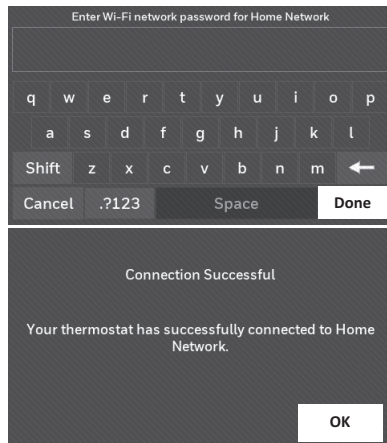 Enter Wi-Fi network password for Home Network
q w e r t y u i o p
a s d f g h j k l
Shift z x c v b n m ←
Cancel .?123 Space Done
Connection Successful
Your thermostat has successfully connected to Home
Network.
OK